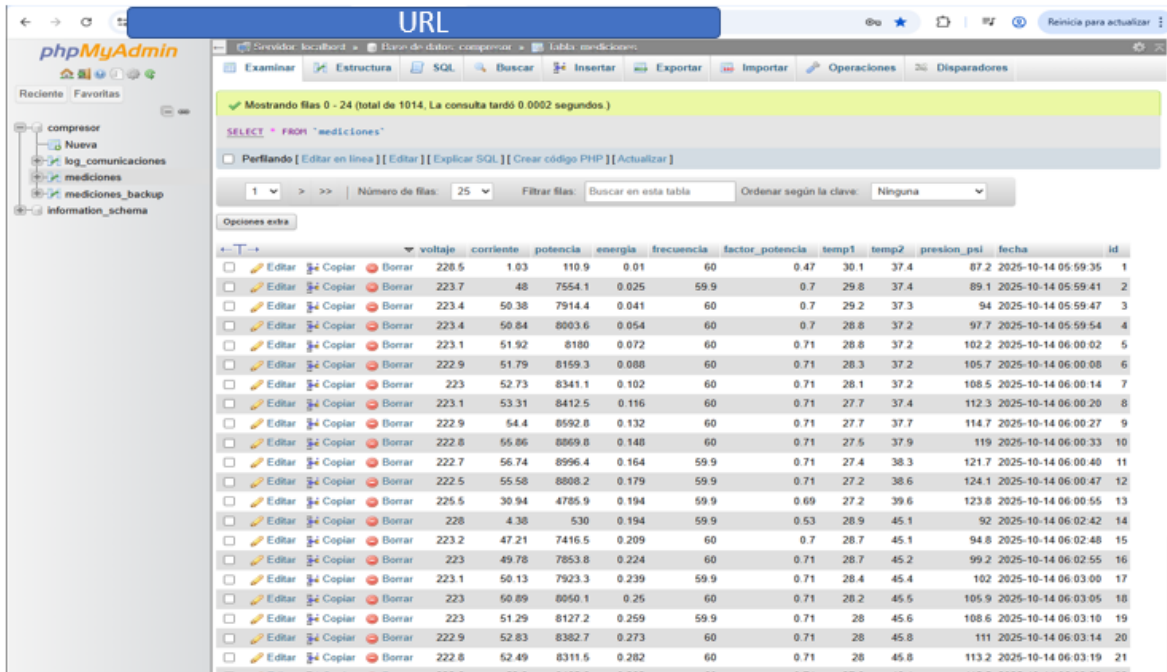 URL
Reinicia para actualizar
phpMyAdmin
Reciente Favoritas
compresor
Nueva
log_comunicaciones
mediciones
mediciones_backup
information_schema
Servidor: localhost » Base de datos: compresor » Tabla: mediciones
Examinar Estructura SQL Buscar Insertar Exportar Importar Operaciones Disparadores
Mostrando filas 0 - 24 (total de 1014, La consulta tardó 0.0002 segundos.)
SELECT * FROM `mediciones`
Perfilando [ Editar en línea ] [ Editar ] [ Explicar SQL ] [ Crear código PHP ] [ Actualizar ]
1 > >> Número de filas: 25 Filtrar filas: Buscar en esta tabla Ordenar según la clave: Ninguna
Opciones extra
←T→ voltaje corriente potencia energia frecuencia factor_potencia temp1 temp2 presion_psi fecha id
Editar Copiar Borrar 228.5 1.03 110.9 0.01 60 0.47 30.1 37.4 87.2 2025-10-14 05:59:35 1
Editar Copiar Borrar 223.7 48 7554.1 0.025 59.9 0.7 29.8 37.4 89.1 2025-10-14 05:59:41 2
Editar Copiar Borrar 223.4 50.38 7914.4 0.041 60 0.7 29.2 37.3 94 2025-10-14 05:59:47 3
Editar Copiar Borrar 223.4 50.84 8003.6 0.054 60 0.7 28.8 37.2 97.7 2025-10-14 05:59:54 4
Editar Copiar Borrar 223.1 51.92 8180 0.072 60 0.71 28.8 37.2 102.2 2025-10-14 06:00:02 5
Editar Copiar Borrar 222.9 51.79 8159.3 0.088 60 0.71 28.3 37.2 105.7 2025-10-14 06:00:08 6
Editar Copiar Borrar 223 52.73 8341.1 0.102 60 0.71 28.1 37.2 108.5 2025-10-14 06:00:14 7
Editar Copiar Borrar 223.1 53.31 8412.5 0.116 60 0.71 27.7 37.4 112.3 2025-10-14 06:00:20 8
Editar Copiar Borrar 222.9 54.4 8592.8 0.132 60 0.71 27.7 37.7 114.7 2025-10-14 06:00:27 9
Editar Copiar Borrar 222.8 55.86 8869.8 0.148 60 0.71 27.5 37.9 119 2025-10-14 06:00:33 10
Editar Copiar Borrar 222.7 56.74 8996.4 0.164 59.9 0.71 27.4 38.3 121.7 2025-10-14 06:00:40 11
Editar Copiar Borrar 222.5 55.58 8808.2 0.179 59.9 0.71 27.2 38.6 124.1 2025-10-14 06:00:47 12
Editar Copiar Borrar 225.5 30.94 4785.9 0.194 59.9 0.69 27.2 39.6 123.8 2025-10-14 06:00:55 13
Editar Copiar Borrar 228 4.38 530 0.194 59.9 0.53 28.9 45.1 92 2025-10-14 06:02:42 14
Editar Copiar Borrar 223.2 47.21 7416.5 0.209 60 0.7 28.7 45.1 94.8 2025-10-14 06:02:48 15
Editar Copiar Borrar 223 49.78 7853.8 0.224 60 0.71 28.7 45.2 99.2 2025-10-14 06:02:55 16
Editar Copiar Borrar 223.1 50.13 7923.3 0.239 59.9 0.71 28.4 45.4 102 2025-10-14 06:03:00 17
Editar Copiar Borrar 223 50.89 8050.1 0.25 60 0.71 28.2 45.5 105.9 2025-10-14 06:03:05 18
Editar Copiar Borrar 223 51.29 8127.2 0.259 59.9 0.71 28 45.6 108.6 2025-10-14 06:03:10 19
Editar Copiar Borrar 222.9 52.83 8382.7 0.273 60 0.71 28 45.8 111 2025-10-14 06:03:14 20
Editar Copiar Borrar 222.8 52.49 8311.5 0.282 60 0.71 28 45.8 113.2 2025-10-14 06:03:19 21